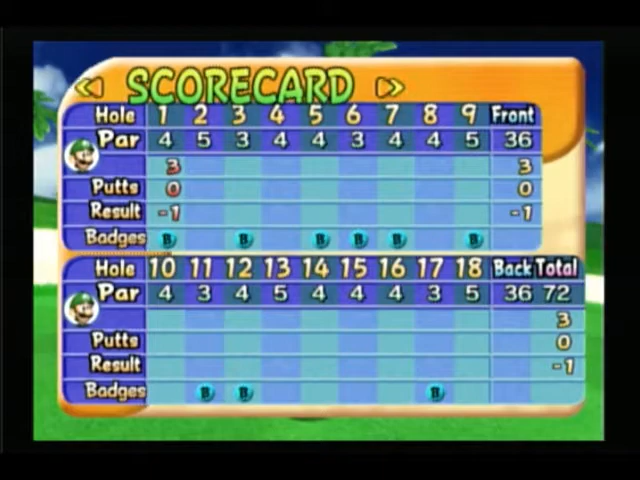 SCORECARD
Hole 1 2 3 4 5 6 7 8 9 Front
Par 4 5 3 4 4 3 4 4 5 36
3 3
Putts 0 0
Result -1 -1
Badges B B B B B B
Hole 10 11 12 13 14 15 16 17 18 Back Total
Par 4 3 4 5 4 4 4 3 5 36 72
3
Putts 0
Result -1
Badges B B B